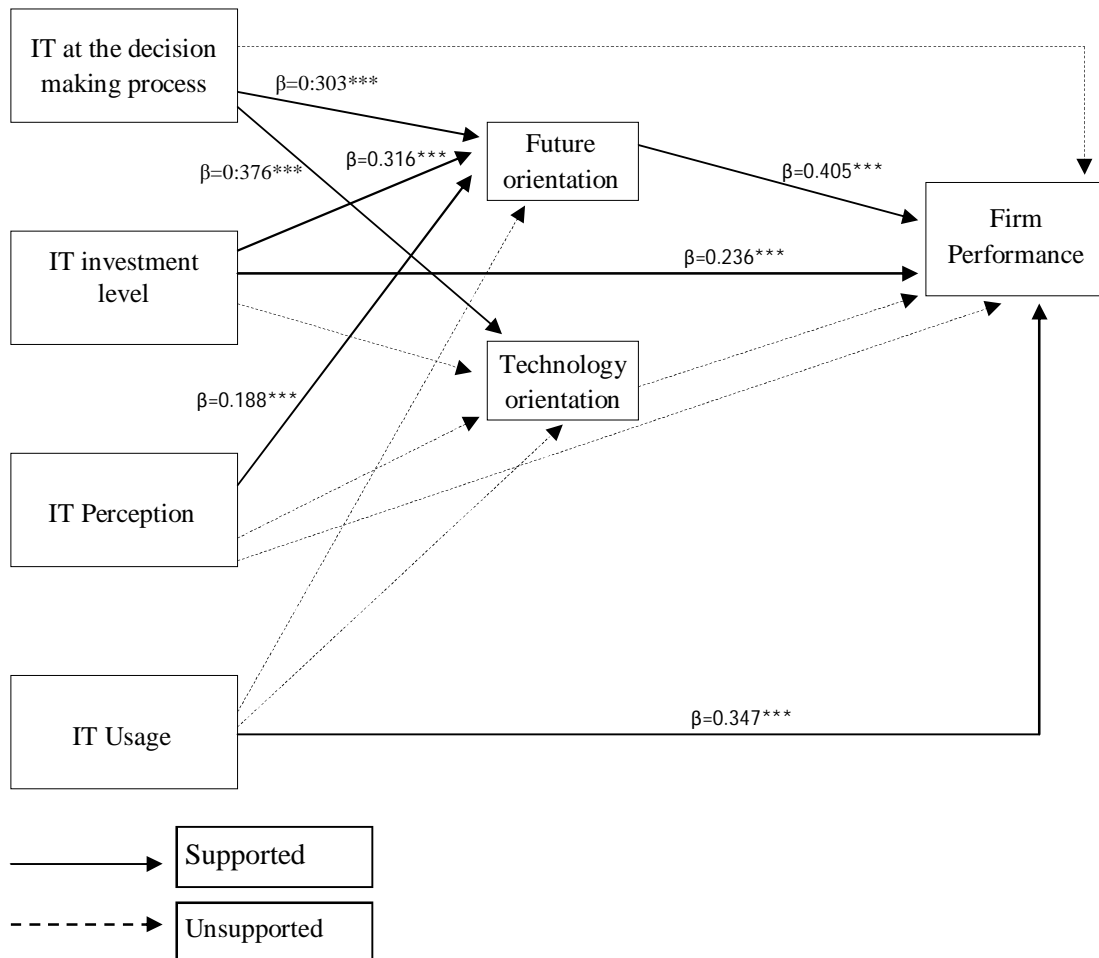 IT at the decision
making process
β=0:303***
Future
orientation
β=0.316***
β=0:376***
β=0.405***
Firm
Performance
IT investment
level
β=0.236***
Technology
orientation
β=0.188***
IT Perception
IT Usage
β=0.347***
Supported
Unsupported